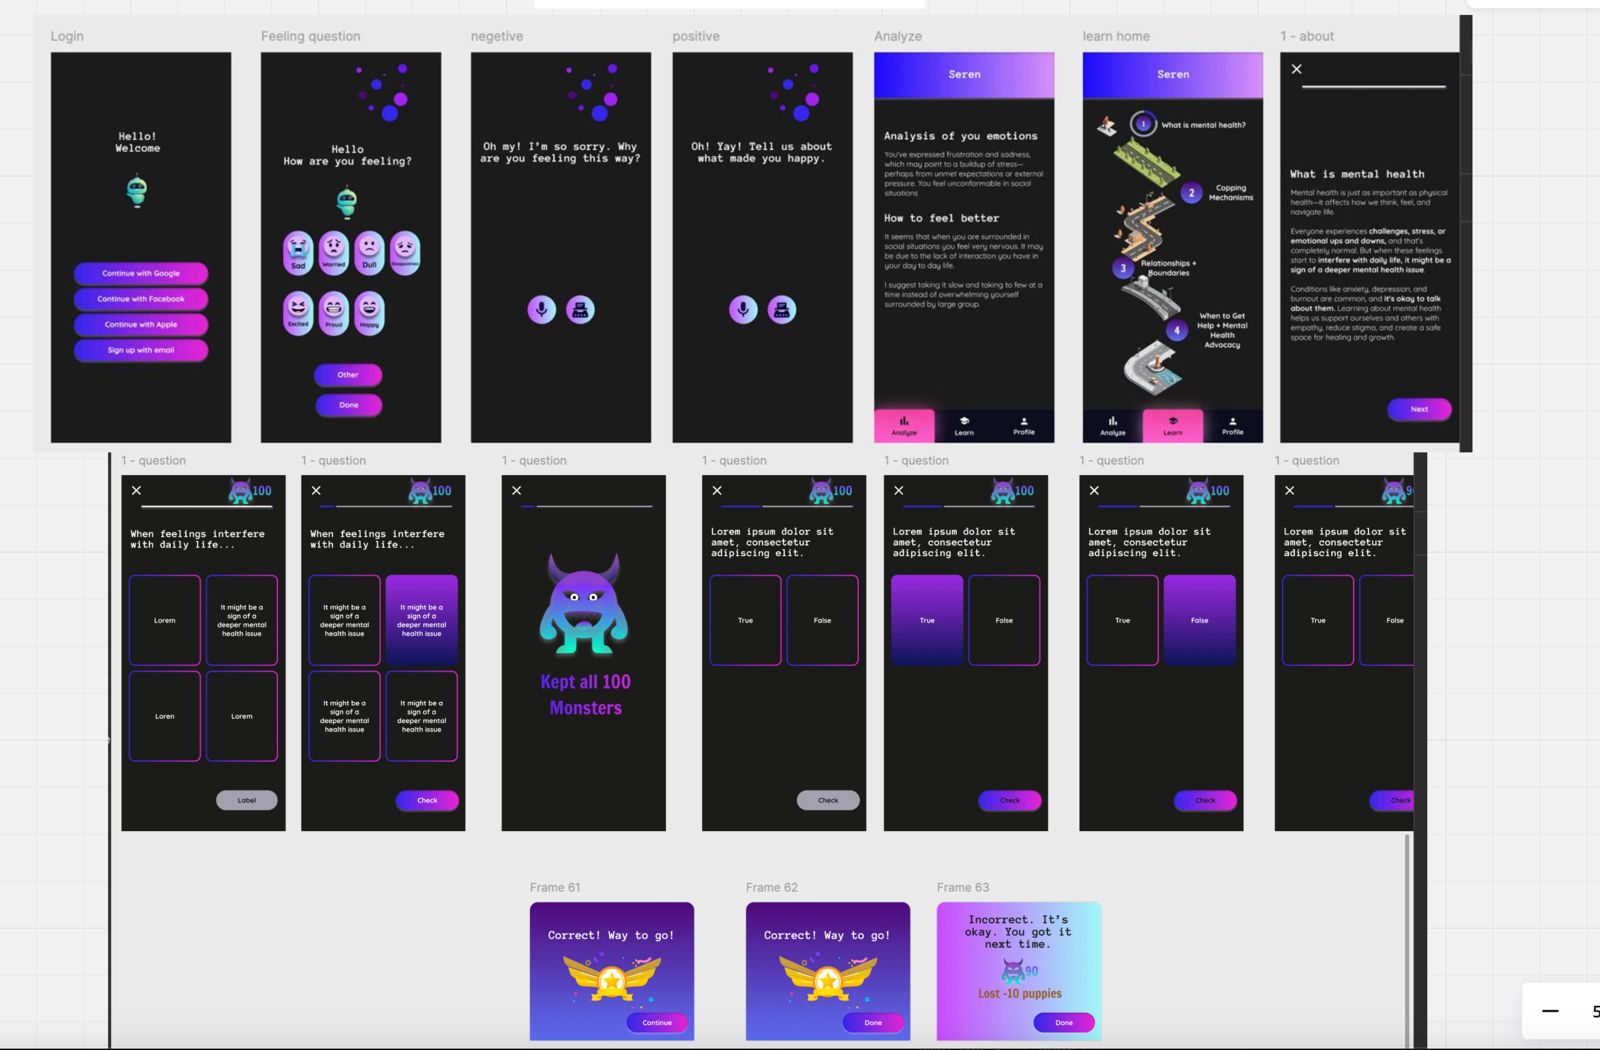 Login
Feeling question
negetive
positive
Analyze
learn home
1 - about
Hello!
Welcome
Continue with Google
Continue with Facebook
Continue with Apple
Sign up with email
Hello
How are you feeling?
Sad
Worried
Dull
Excited
Proud
Happy
Other
Done
Oh my! I'm so sorry. Why
are you feeling this way?
Oh! Yay! Tell us about
what made you happy.
Seren
Analysis of you emotions
You've expressed frustration and sadness,
which may point to a buildup of stress—
perhaps from unmet expectations or external
pressure. You feel unconformable in social
situations
How to feel better
It seems that when you are surrounded in
social situations you feel very nervous. It may
be due to the lack of interaction you have in
your day to day life.
I suggest taking it slow and taking to few at a
time instead of overwhelming yourself
surrounded by large group.
Analyze
Learn
Profile
Seren
1
What is mental health?
2
Copping
Mechanisms
3
Relationships +
Boundaries
4
When to Get
Help + Mental
Health
Advocacy
Analyze
Learn
Profile
What is mental health
Mental health is just as important as physical
health—it affects how we think, feel, and
navigate life.
Everyone experiences challenges, stress, or
emotional ups and downs, and that's
completely normal. But when these feelings
start to interfere with daily life, it might be a
sign of a deeper mental health issue.
Conditions like anxiety, depression, and
burnout are common, and it's okay to talk
about them. Learning about mental health
helps us support ourselves and others with
empathy, reduce stigma, and create a safe
space for healing and growth.
Next
1 - question
1 - question
1 - question
1 - question
1 - question
1 - question
1 - question
100
When feelings interfere
with daily life...
Lorem
It might be a
sign of a
deeper mental
health issue
Loren
Lorem
Label
100
When feelings interfere
with daily life...
It might be a
sign of a
deeper mental
health issue
It might be a
sign of a
deeper mental
health issue
It might be a
sign of a
deeper mental
health issue
It might be a
sign of a
deeper mental
health issue
Check
Kept all 100
Monsters
100
Lorem ipsum dolor sit
amet, consectetur
adipiscing elit.
True
False
Check
100
Lorem ipsum dolor sit
amet, consectetur
adipiscing elit.
True
False
Check
100
Lorem ipsum dolor sit
amet, consectetur
adipiscing elit.
True
False
Check
9
Lorem ipsum dolor sit
amet, consectetur
adipiscing elit.
True
False
Check
Frame 61
Frame 62
Frame 63
Correct! Way to go!
Continue
Correct! Way to go!
Done
Incorrect. It's
okay. You got it
next time.
90
Lost -10 puppies
Done
5